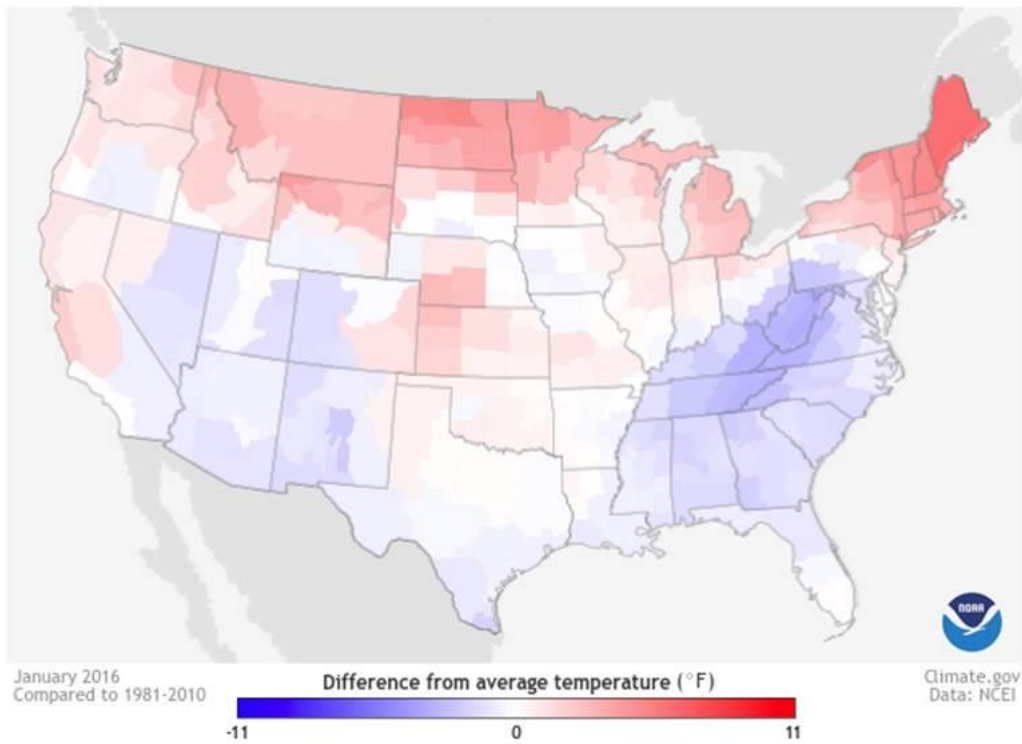 NOAA
January 2016
Compared to 1981-2010
Difference from average temperature (°F)
Climate.gov
Data: NCEI
-11
0
11